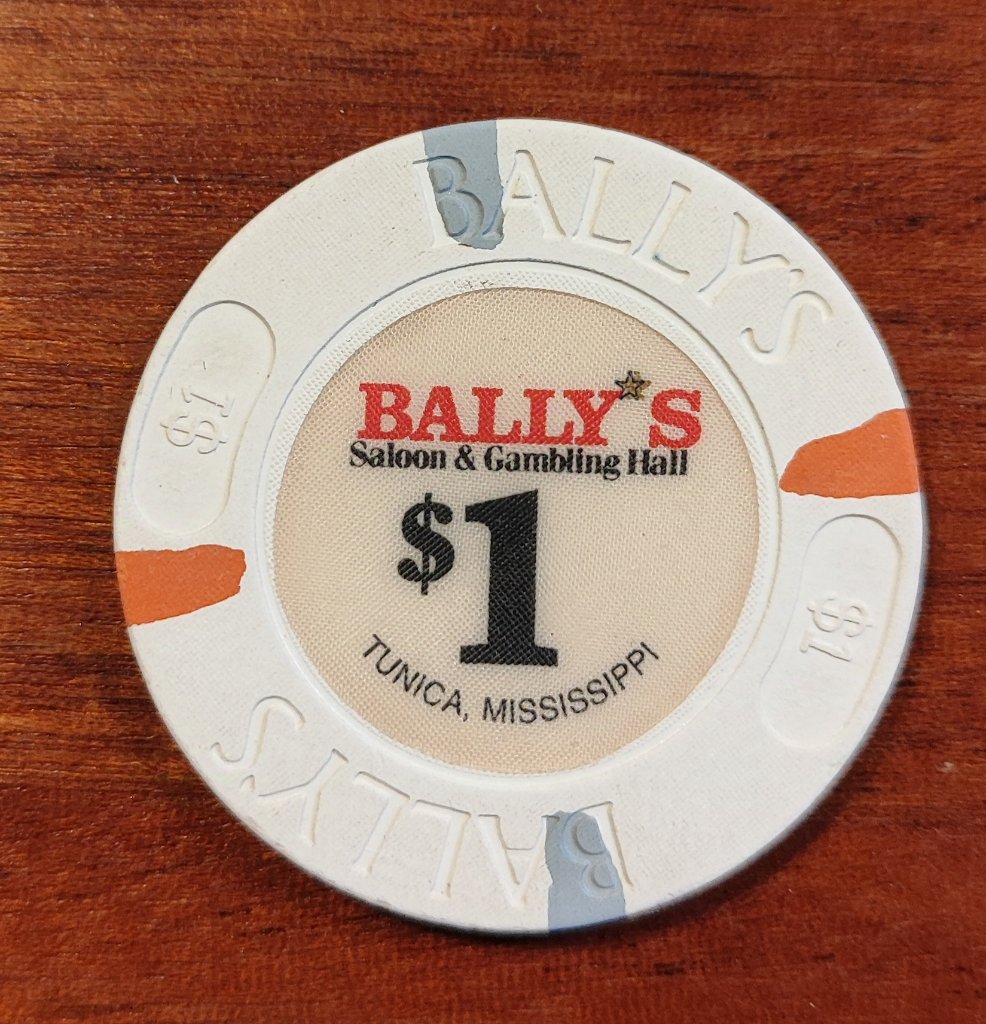 BALLY'S
BALLY'S
Saloon & Gambling Hall
$1
TUNICA, MISSISSIPPI
$1
$1
BALLY'S